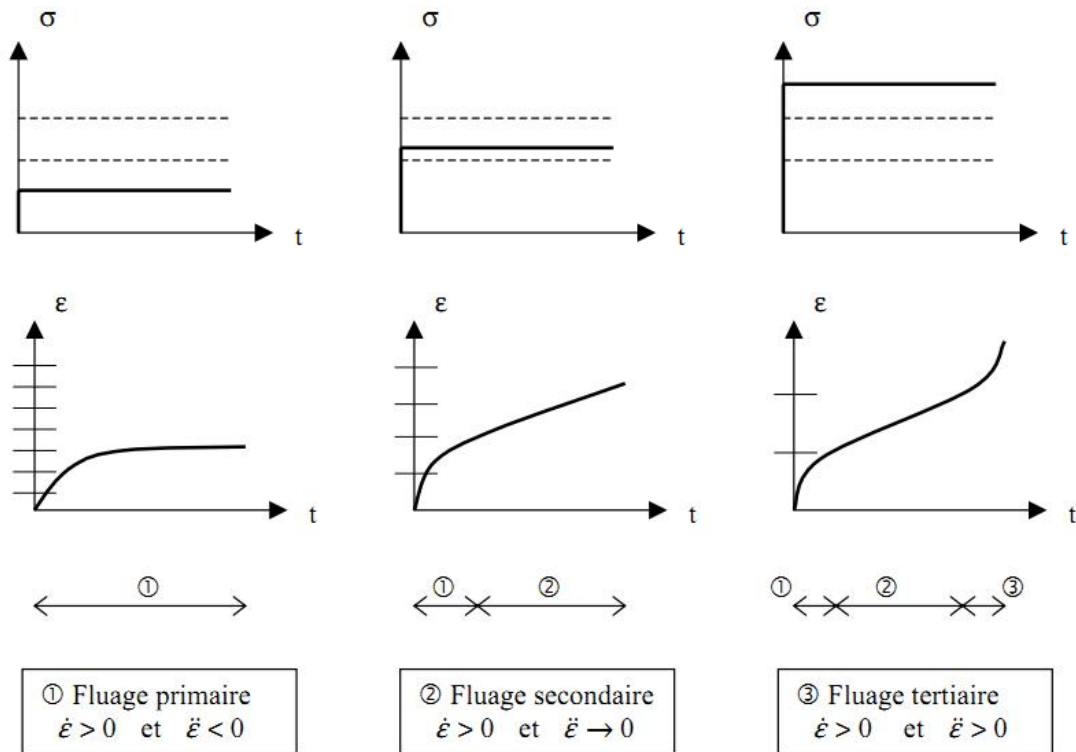 σ σ σ
t t t
ε ε ε
t t t
① ① ② ① ② ③
① Fluage primaire
ε̇ > 0 et ε̈ < 0
② Fluage secondaire
ε̇ > 0 et ε̈ → 0
③ Fluage tertiaire
ε̇ > 0 et ε̈ > 0